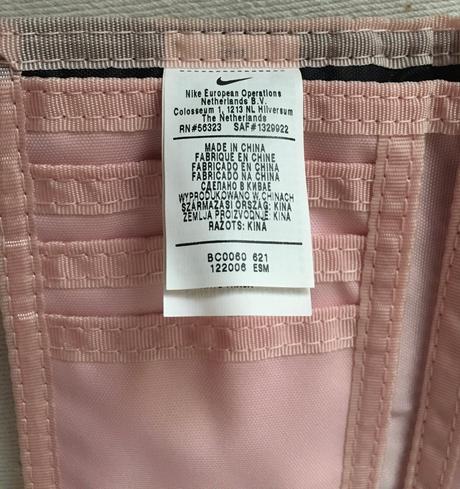 Nike European Operations
Netherlands B.V.
Colosseum 1, 1213 NL Hilversum
The Netherlands
RN#56323 SAF#1329922
MADE IN CHINA
FABRIQUE EN CHINE
FABRICADO EN CHINA
FABRICADO NA CHINA
СДЕЛАНО В КИВАЕ
WYPRODUKOWANO W CHINACH
SZÁRMAZÁSI ORSZÁG: KÍNA
ZEMLJA PROIZVODNJE: KINA
RAŽOTS: ĶĪNĀ
BC0060 621
122006 ESM